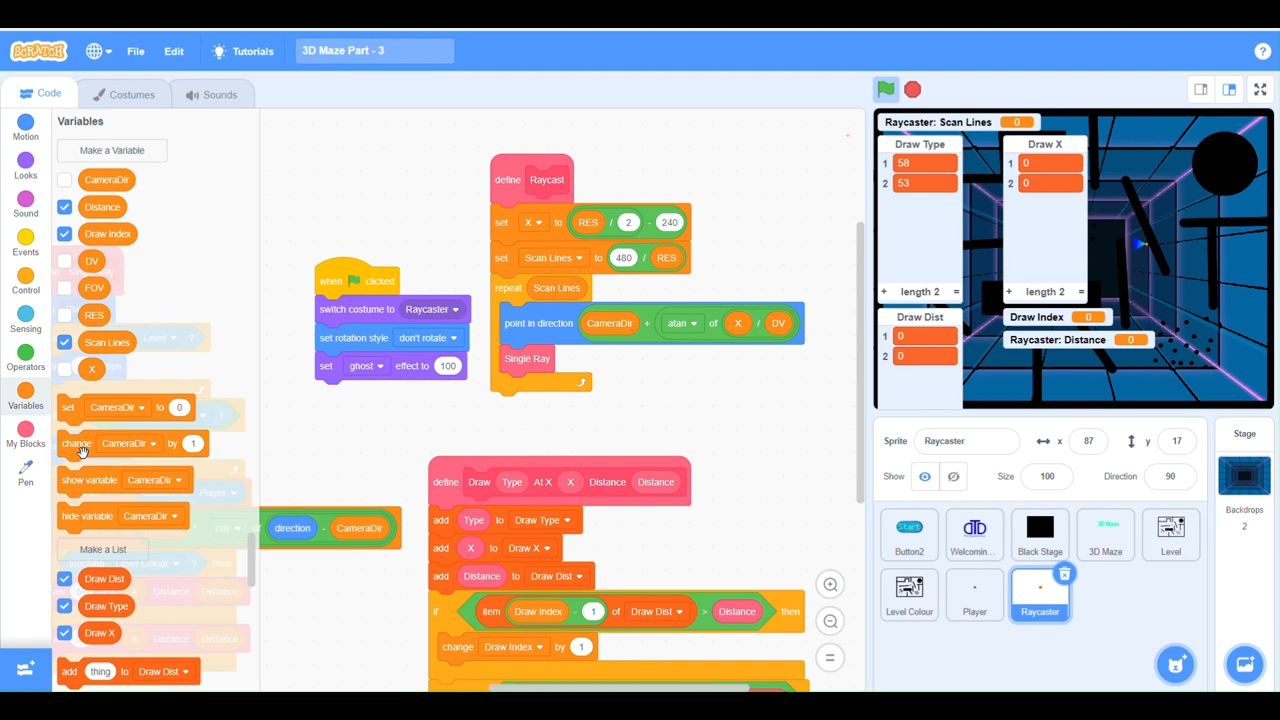 SCRATCH File Edit Tutorials 3D Maze Part - 3 ?
Code Costumes Sounds
Motion
Looks
Sound
Events
Control
Sensing
Operators
Variables
My Blocks
Pen
Variables
Make a Variable
CameraDir
Distance
Draw Index
DV
FOV
RES
Scan Lines
X
set CameraDir to 0
change CameraDir by 1
show variable CameraDir
hide variable CameraDir
Make a List
Draw Dist
Draw Type
Draw X
add thing to Draw Dist
when clicked
switch costume to Raycaster
set rotation style don't rotate
set ghost effect to 100
direction - CameraDir
define Raycast
set X to RES / 2 - 240
set Scan Lines to 480 / RES
repeat Scan Lines
point in direction CameraDir + atan of X / DV
Single Ray
define Draw Type At X X Distance Distance
add Type to Draw Type
add X to Draw X
add Distance to Draw Dist
if item Draw Index - 1 of Draw Dist > Distance then
change Draw Index by 1
Raycaster: Scan Lines 0
Draw Type
1 58
2 53
+ length 2 =
Draw X
1 0
2 0
+ length 2 =
Draw Dist
1 0
2 0
Draw Index 0
Raycaster: Distance 0
Sprite Raycaster x 87 y 17
Show Size 100 Direction 90
Stage
Backdrops
2
Start
Button2
Welcomin...
Black Stage
3D Maze
3D Maze
Level
Level Colour
Player
Raycaster